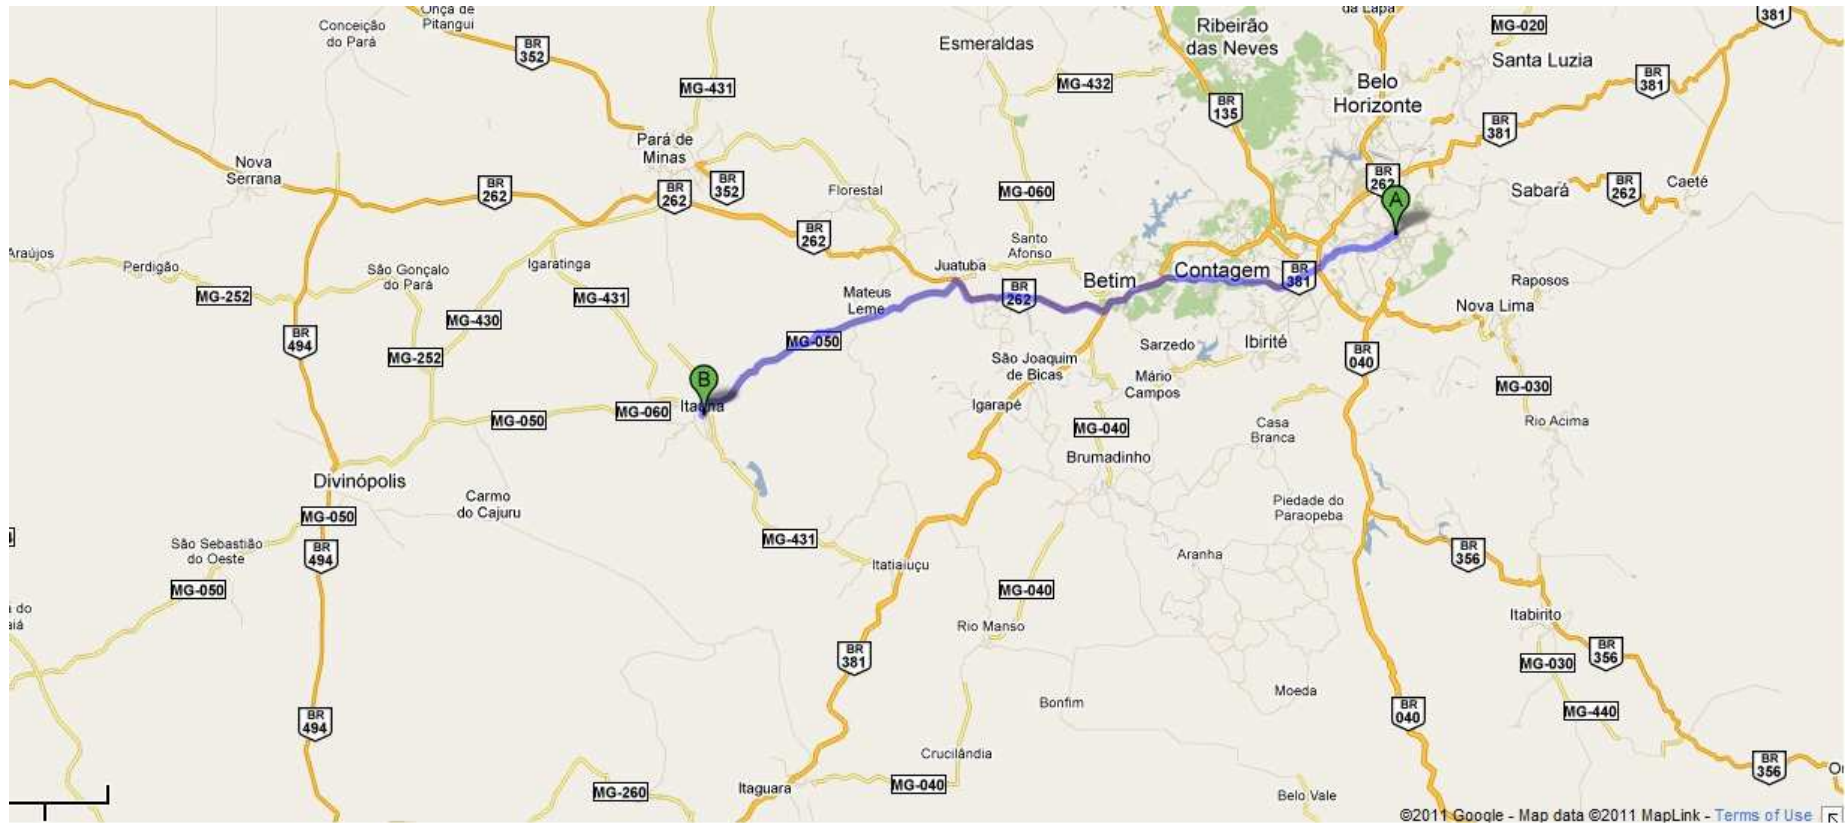 Onça de
Pitangui
Conceição
do Pará
BR
352
MG-431
Esmeraldas
MG-432
Ribeirão
das Neves
da Lapa
MG-020
381
Santa Luzia
BR
381
Belo
Horizonte
BR
135
BR
381
Pará de
Minas
Nova
Serrana
BR
262
BR
262
BR
352
Florestal
MG-060
BR
262
A
Sabará
BR
262
Caeté
BR
262
Araújos
Perdigão
MG-252
São Gonçalo
do Pará
Igaratinga
MG-431
MG-430
MG-252
BR
494
Juatuba
Santo
Afonso
Mateus
Leme
BR
262
Betim
Contagem
BR
381
Raposos
Nova Lima
MG-050
Sarzedo
Ibirité
BR
040
São Joaquim
de Bicas
Mário
Campos
MG-030
B
Itaúna
MG-060
MG-050
Igarapé
MG-040
Casa
Branca
Rio Acima
Brumadinho
Divinópolis
Carmo
do Cajuru
MG-050
Piedade do
Paraopeba
São Sebastião
do Oeste
BR
494
MG-431
Itatiaiuçu
Aranha
BR
356
MG-050
MG-040
Itabirito
Rio Manso
BR
381
MG-030
BR
356
Moeda
Bonfim
MG-440
BR
494
BR
040
Crucilândia
BR
356
MG-260
Itaguara
MG-040
Belo Vale
©2011 Google - Map data ©2011 MapLink - Terms of Use